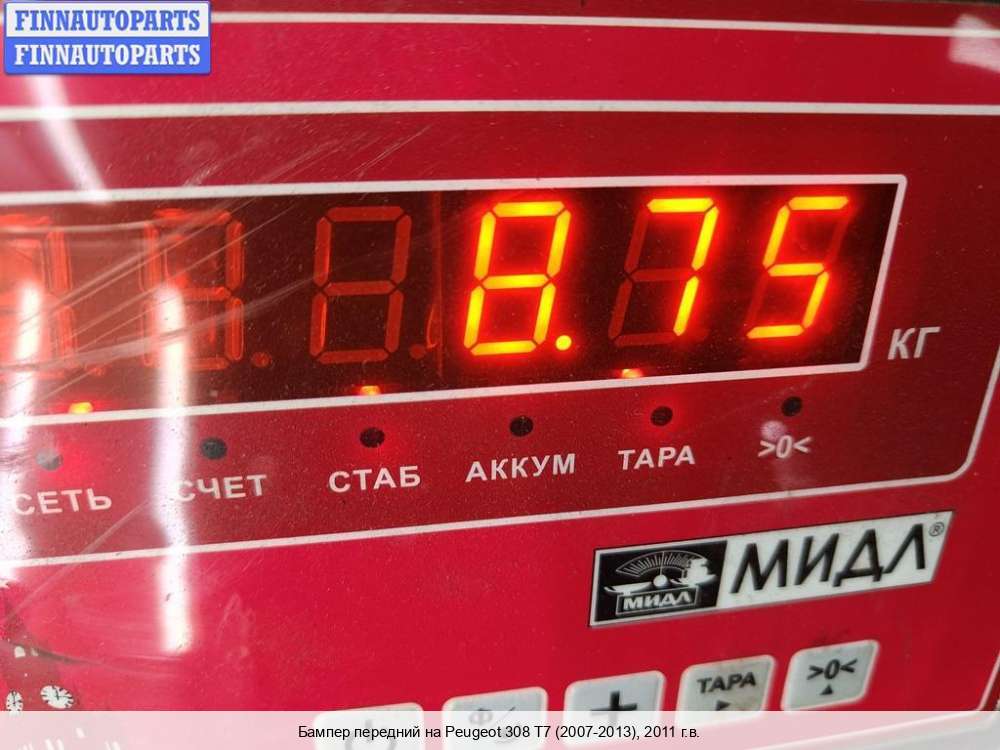 FINNAUTOPARTS
FINNAUTOPARTS
8.75
КГ
СЕТЬ СЧЕТ СТАБ АККУМ ТАРА >0<
МИДЛ МИДЛ®
+ ТАРА >0<
Бампер передний на Peugeot 308 T7 (2007-2013), 2011 г.в.